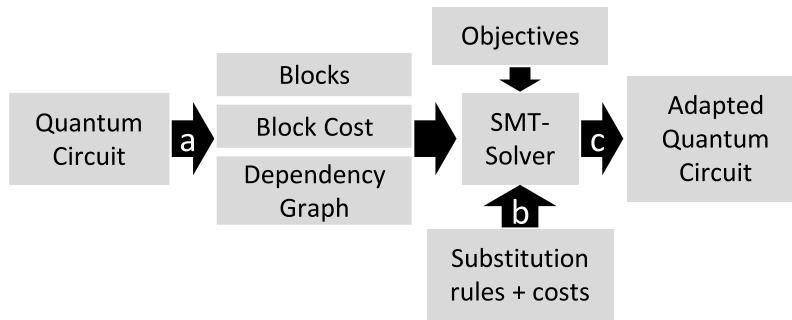 Quantum
Circuit
a
Blocks
Block Cost
Dependency
Graph
Objectives
SMT-
Solver
b
Substitution
rules + costs
c
Adapted
Quantum
Circuit